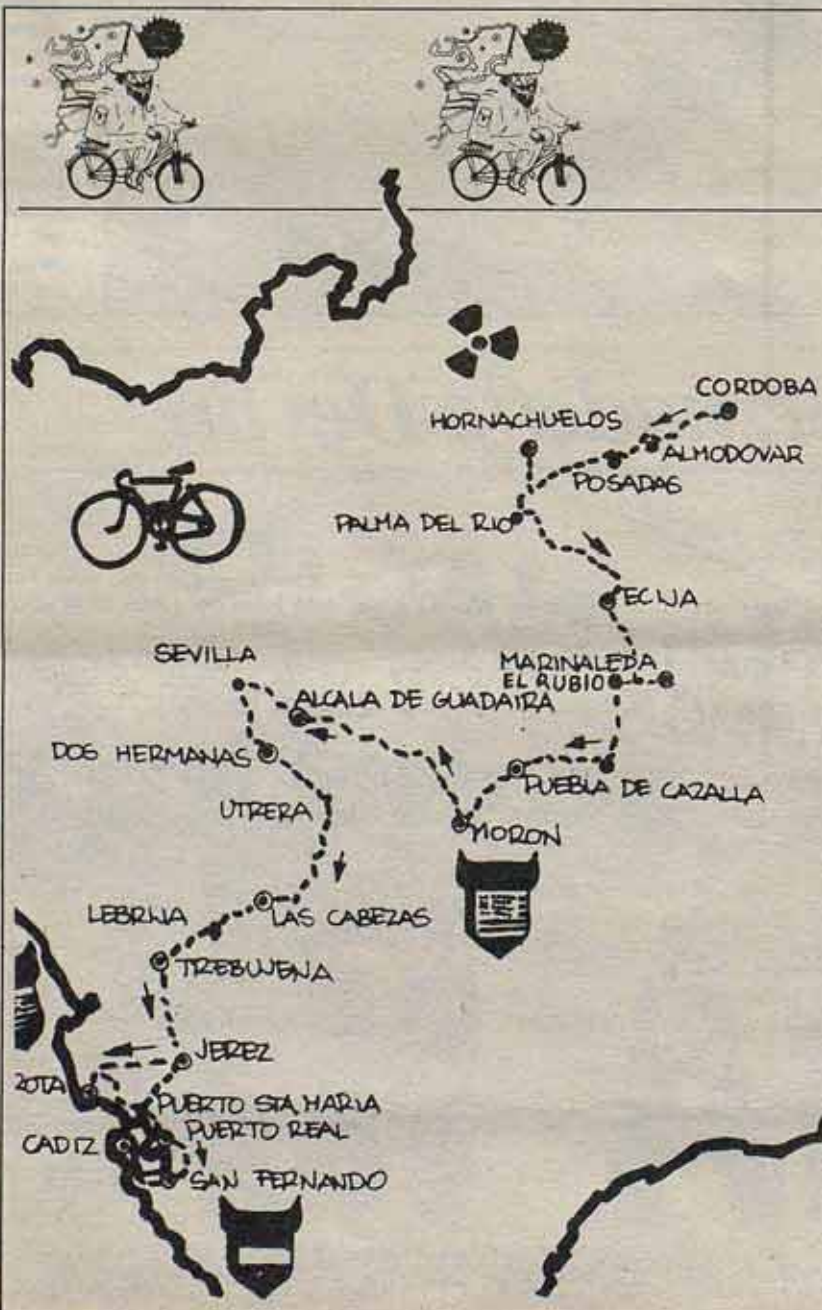 CORDOBA
HORNACHUELOS
ALMODOVAR
POSADAS
PALMA DEL RIO
ECIJA
SEVILLA
MARINALEDA
EL RUBIO
ALCALA DE GUADAIRA
DOS HERMANAS
PUEBLA DE CAZALLA
UTRERA
MORON
LEBRIJA
LAS CABEZAS
TREBUJENA
JEREZ
ROTA
PUERTO STA MARIA
PUERTO REAL
CADIZ
SAN FERNANDO